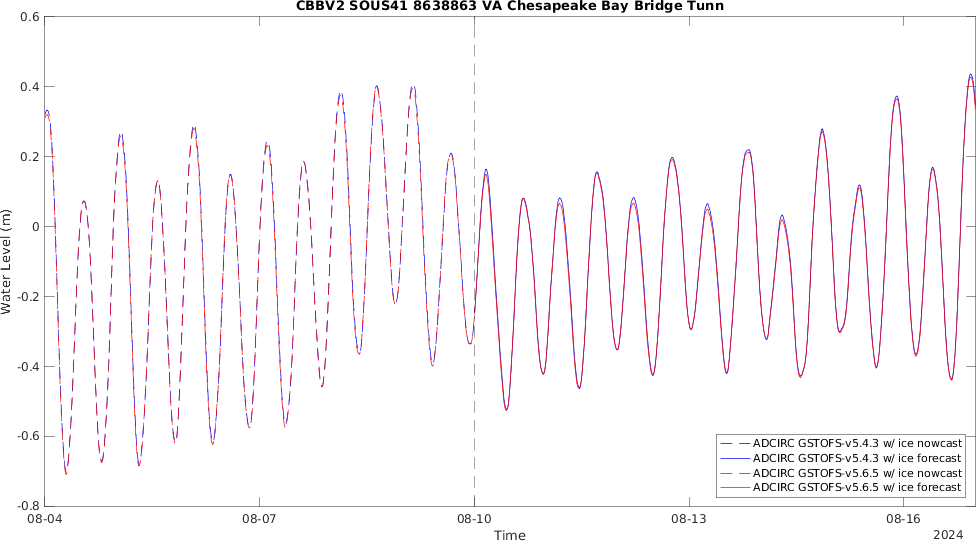 CBBV2 SOUS41 8638863 VA Chesapeake Bay Bridge Tunn
0.6
0.4
0.2
0
-0.2
-0.4
-0.6
-0.8
Water Level (m)
ADCIRC GSTOFS-v5.4.3 w/ ice nowcast
ADCIRC GSTOFS-v5.4.3 w/ ice forecast
ADCIRC GSTOFS-v5.6.5 w/ ice nowcast
ADCIRC GSTOFS-v5.6.5 w/ ice forecast
08-04 08-07 08-10 08-13 08-16
Time
2024